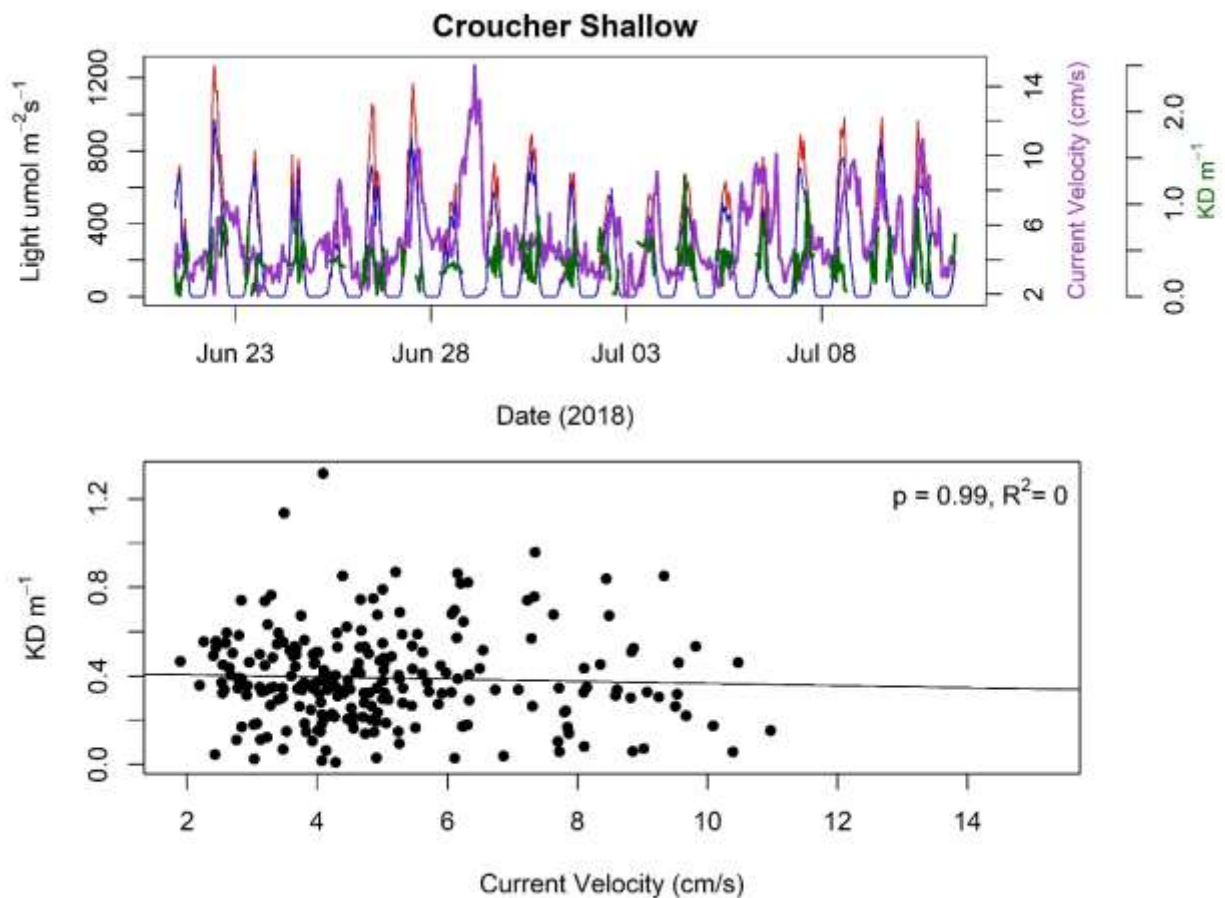 Croucher Shallow
Light umol m⁻²s⁻¹
0 400 800 1200
2 6 10 14
Current Velocity (cm/s)
0.0 1.0 2.0
KD m⁻¹
Jun 23 Jun 28 Jul 03 Jul 08
Date (2018)
p = 0.99, R²= 0
KD m⁻¹
0.0 0.4 0.8 1.2
2 4 6 8 10 12 14
Current Velocity (cm/s)